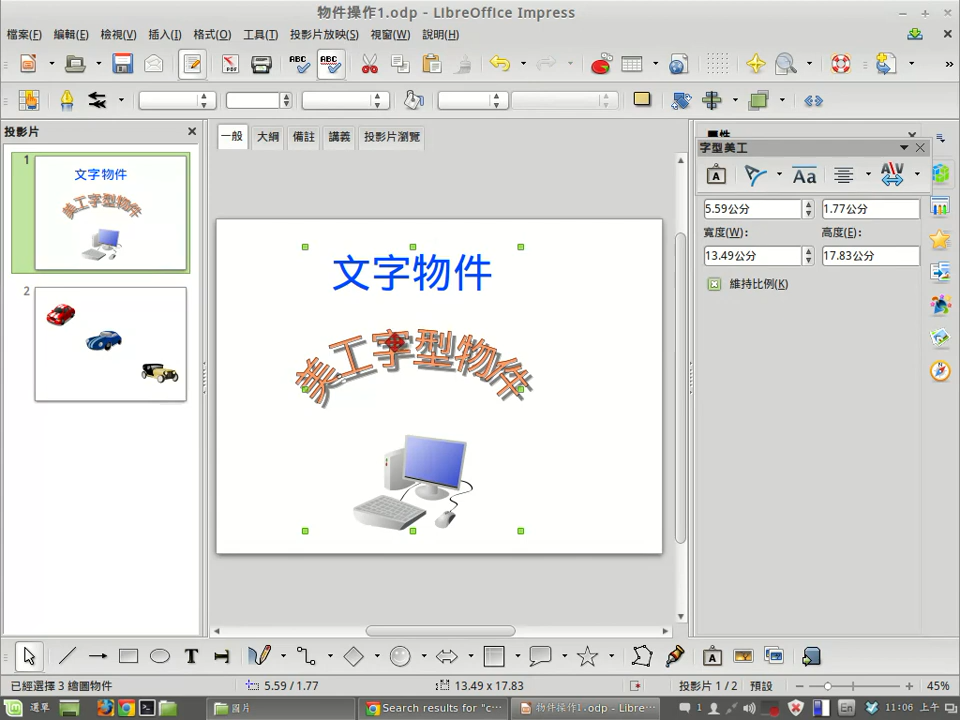 物件操作1.odp - LibreOffice Impress
檔案(F) 編輯(E) 檢視(V) 插入(I) 格式(O) 工具(T) 投影片放映(S) 視窗(W) 說明(H)
投影片
一般 大綱 備註 講義 投影片瀏覽
字型美工
1
文字物件
美工字型物件
2
文字物件
美工字型物件
5.59公分 1.77公分
寬度(W): 高度(E):
13.49公分 17.83公分
維持比例(K)
已經選擇 3 繪圖物件 5.59 / 1.77 13.49 x 17.83 投影片 1 / 2 預設 45%
選單 圖片 Search results for "c... 物件操作1.odp - Libre... 1 En 11:06 上午